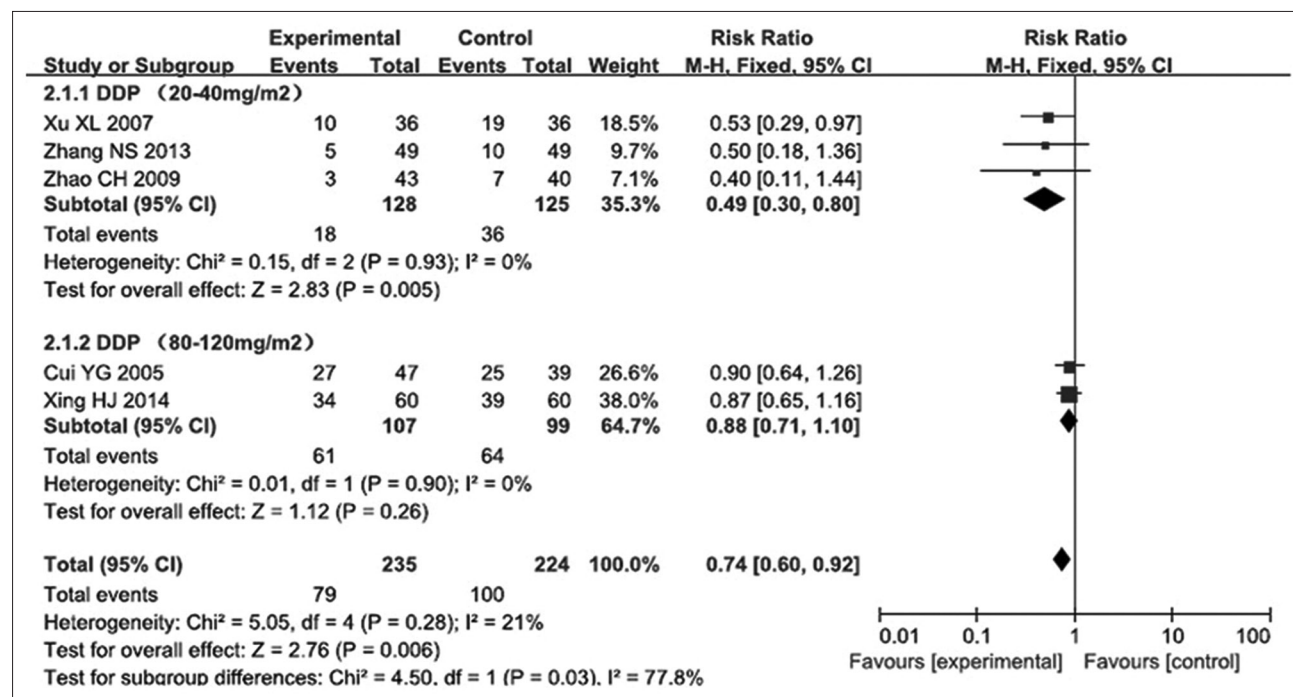 Experimental Control Risk Ratio Risk Ratio
Study or Subgroup Events Total Events Total Weight M-H, Fixed, 95% CI M-H, Fixed, 95% CI
2.1.1 DDP （20-40mg/m2）
Xu XL 2007 10 36 19 36 18.5% 0.53 [0.29, 0.97]
Zhang NS 2013 5 49 10 49 9.7% 0.50 [0.18, 1.36]
Zhao CH 2009 3 43 7 40 7.1% 0.40 [0.11, 1.44]
Subtotal (95% CI) 128 125 35.3% 0.49 [0.30, 0.80]
Total events 18 36
Heterogeneity: Chi² = 0.15, df = 2 (P = 0.93); I² = 0%
Test for overall effect: Z = 2.83 (P = 0.005)
2.1.2 DDP （80-120mg/m2）
Cui YG 2005 27 47 25 39 26.6% 0.90 [0.64, 1.26]
Xing HJ 2014 34 60 39 60 38.0% 0.87 [0.65, 1.16]
Subtotal (95% CI) 107 99 64.7% 0.88 [0.71, 1.10]
Total events 61 64
Heterogeneity: Chi² = 0.01, df = 1 (P = 0.90); I² = 0%
Test for overall effect: Z = 1.12 (P = 0.26)
Total (95% CI) 235 224 100.0% 0.74 [0.60, 0.92]
Total events 79 100
Heterogeneity: Chi² = 5.05, df = 4 (P = 0.28); I² = 21%
Test for overall effect: Z = 2.76 (P = 0.006)
Test for subgroup differences: Chi² = 4.50, df = 1 (P = 0.03), I² = 77.8%
0.01 0.1 1 10 100
Favours [experimental] Favours [control]